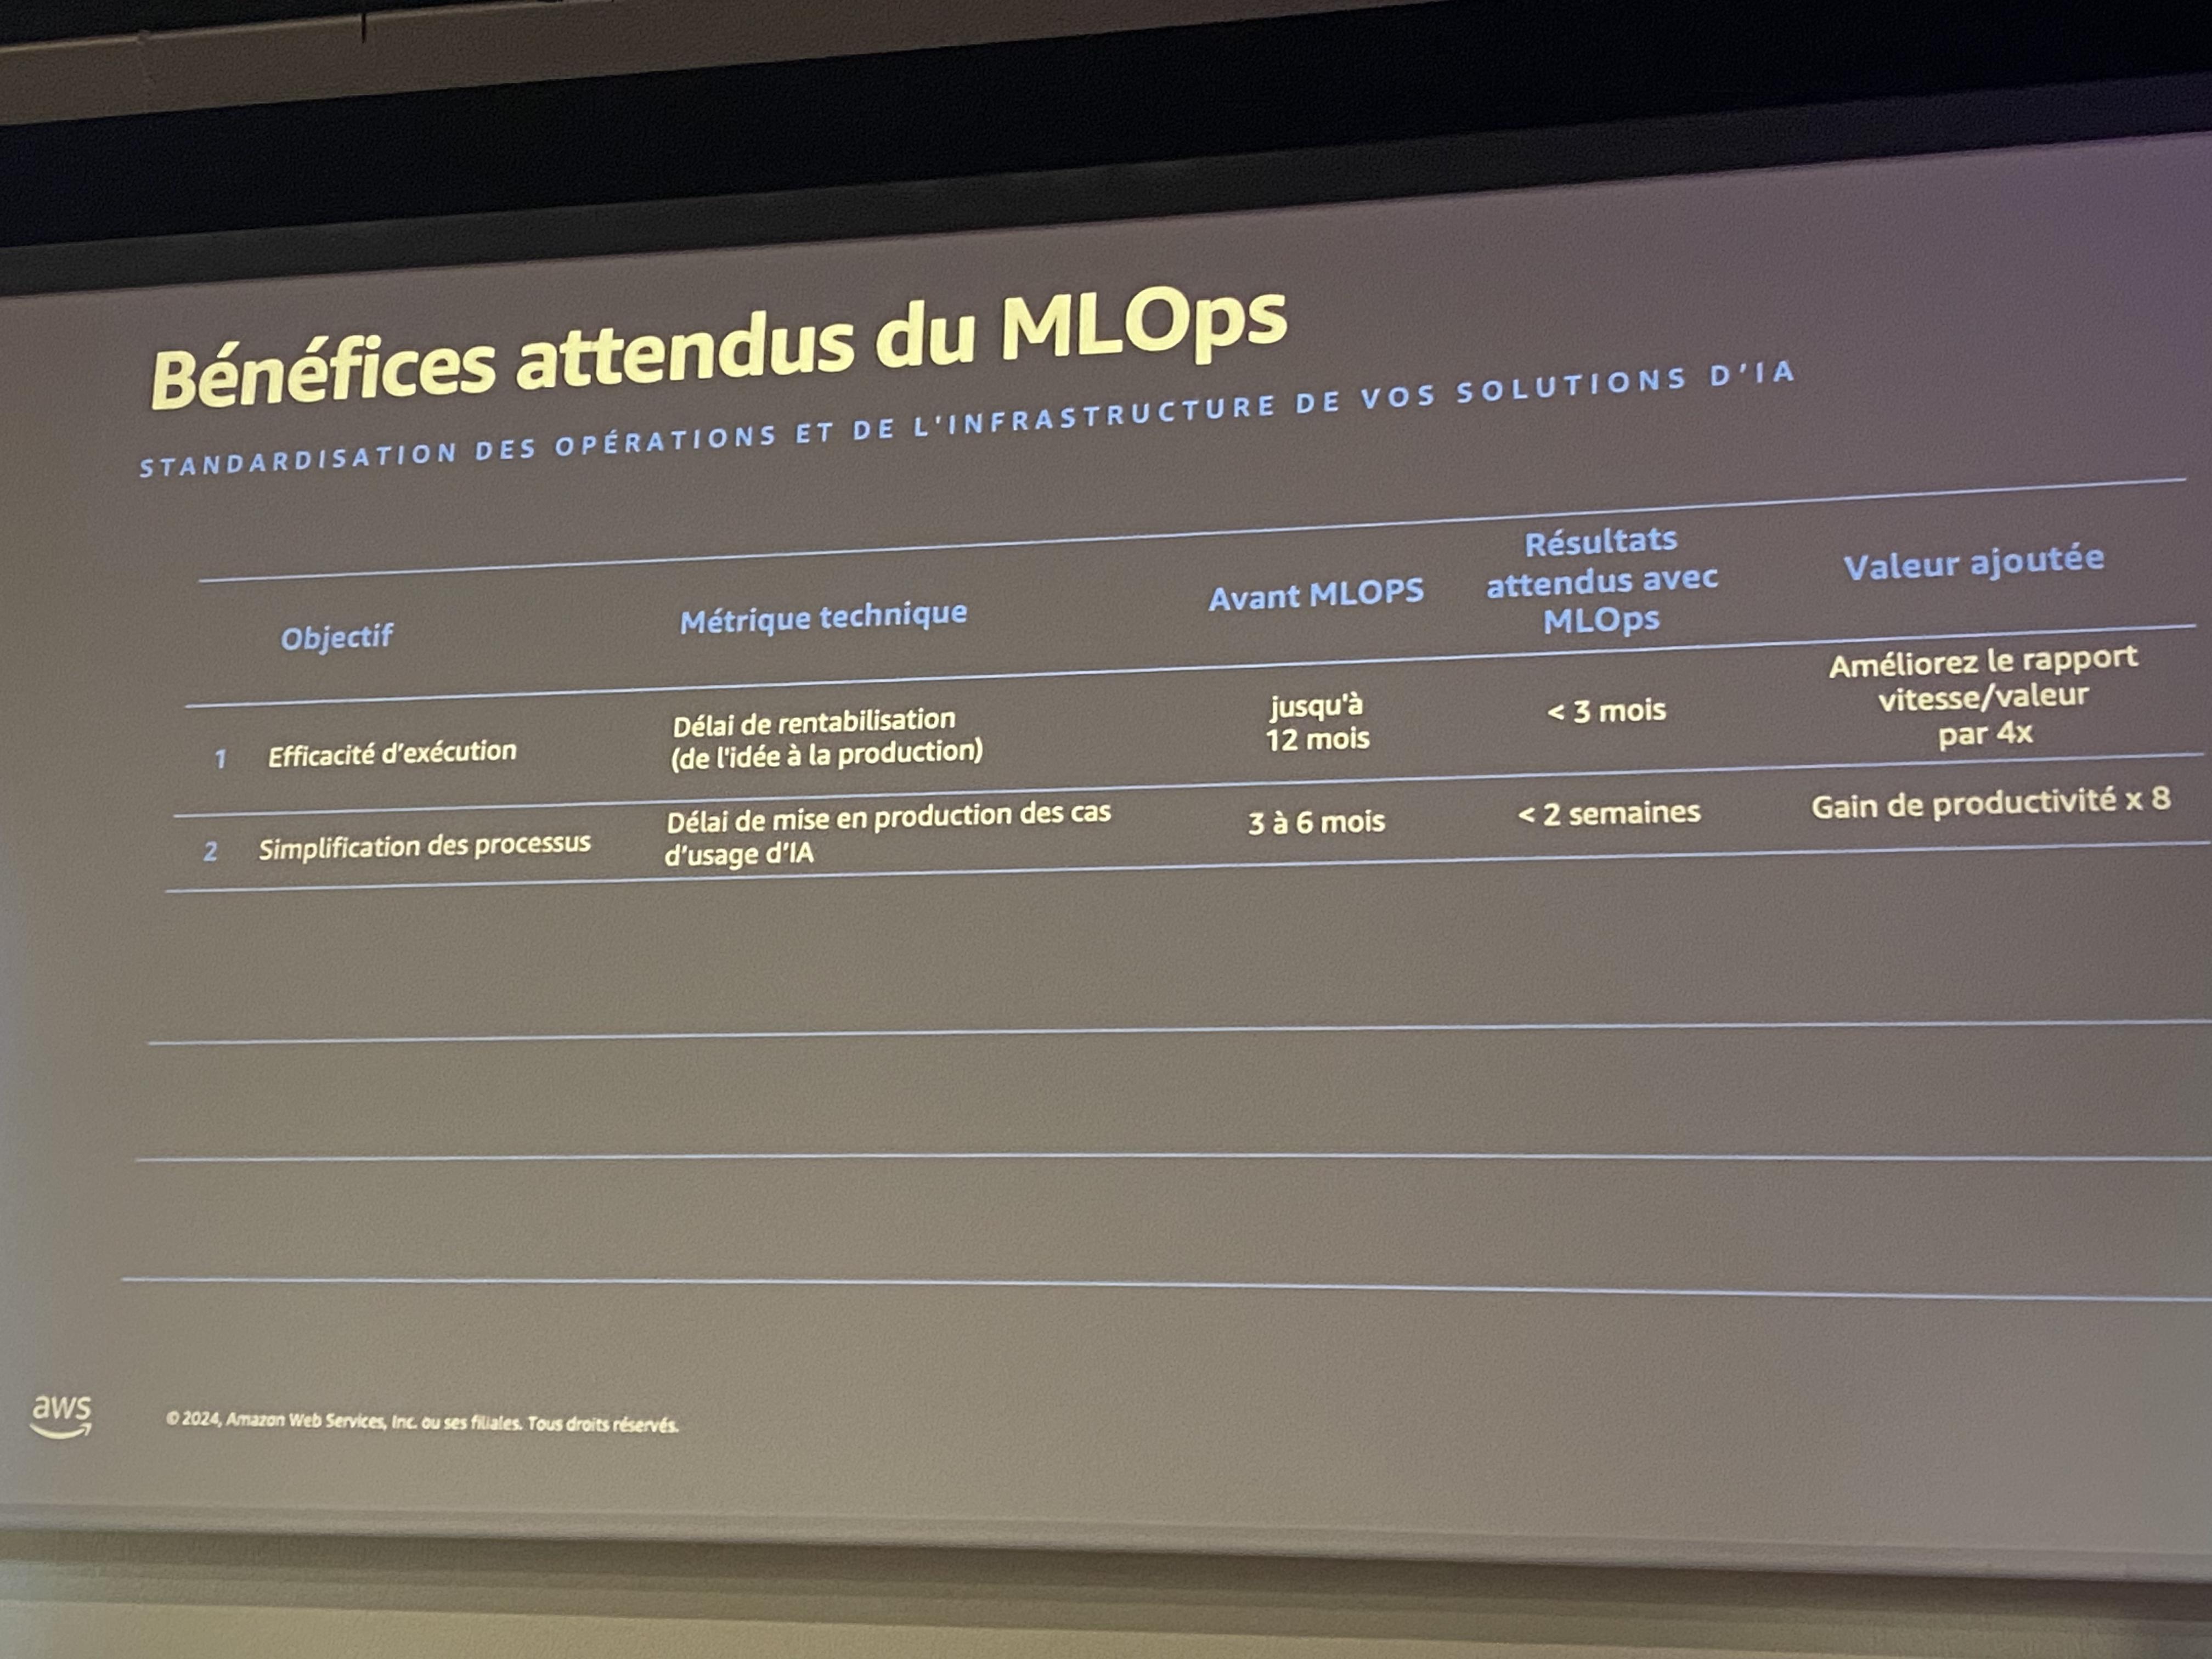 Bénéfices attendus du MLOps
STANDARDISATION DES OPÉRATIONS ET DE L'INFRASTRUCTURE DE VOS SOLUTIONS D'IA
Objectif
Métrique technique
Avant MLOPS
Résultats
attendus avec
MLOps
Valeur ajoutée
1
Efficacité d'exécution
Délai de rentabilisation
(de l'idée à la production)
jusqu'à
12 mois
< 3 mois
Améliorez le rapport
vitesse/valeur
par 4x
2
Simplification des processus
Délai de mise en production des cas
d'usage d'IA
3 à 6 mois
< 2 semaines
Gain de productivité x 8
aws
© 2024, Amazon Web Services, Inc. ou ses filiales. Tous droits réservés.